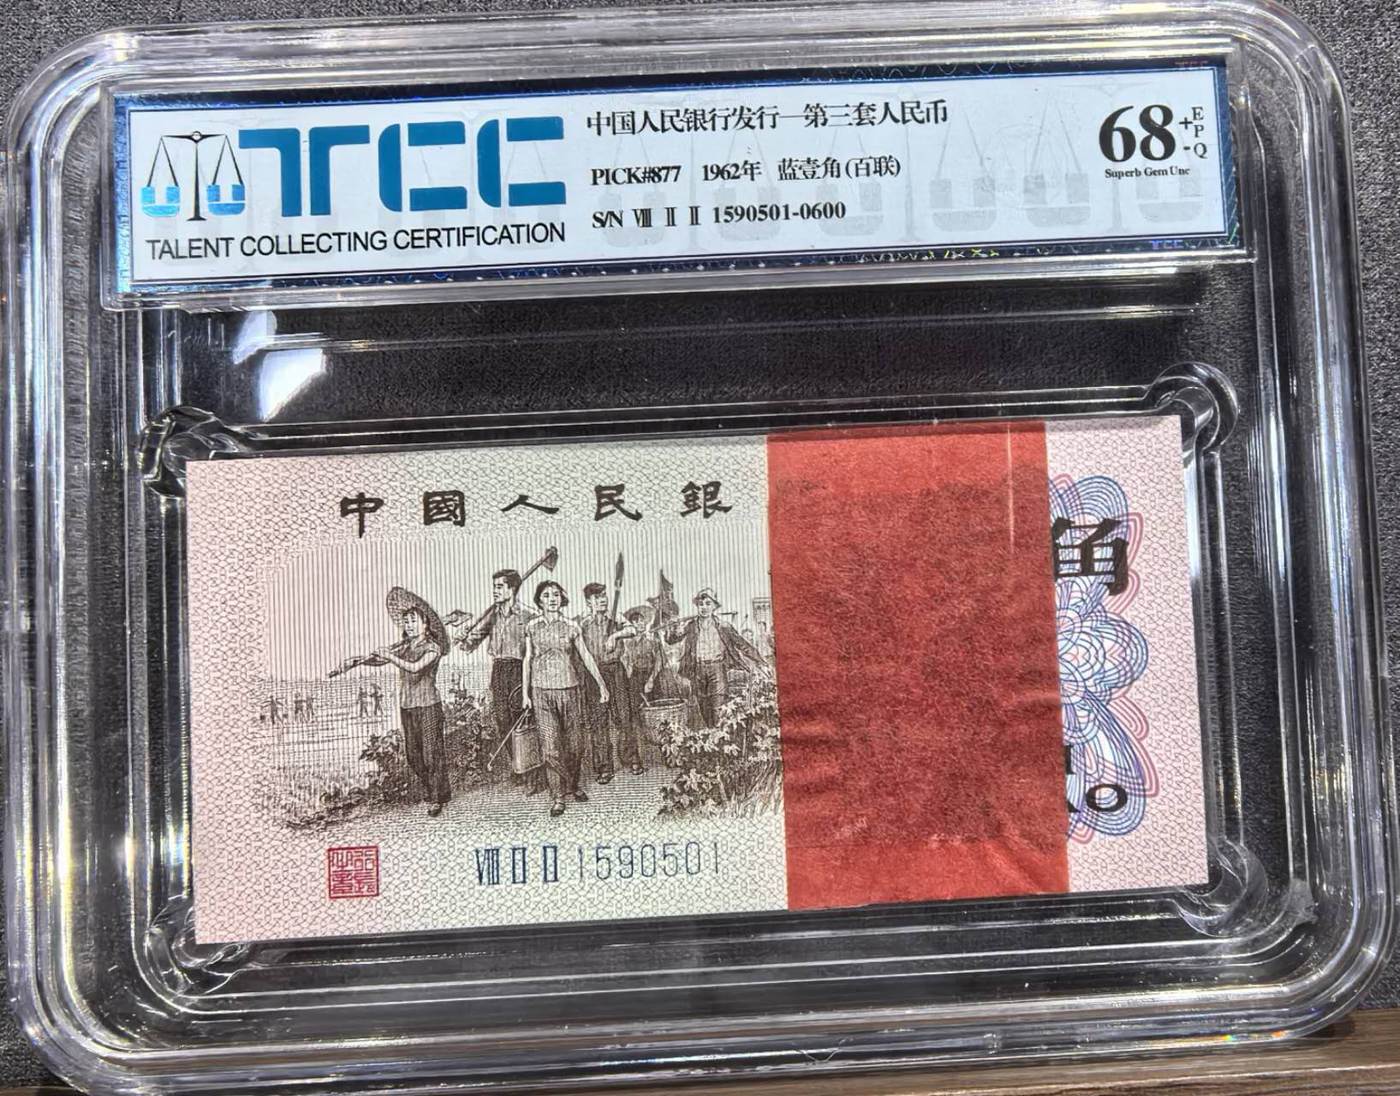 TCC
TALENT COLLECTING CERTIFICATION
中国人民银行发行—第三套人民币
PICK#877 1962年 蓝壹角(百联)
S/N Ⅷ Ⅱ Ⅱ 1590501-0600
68 EPQ
Superb Gem Unc
中國人民銀
角
Ⅷ Ⅱ Ⅱ 1590501